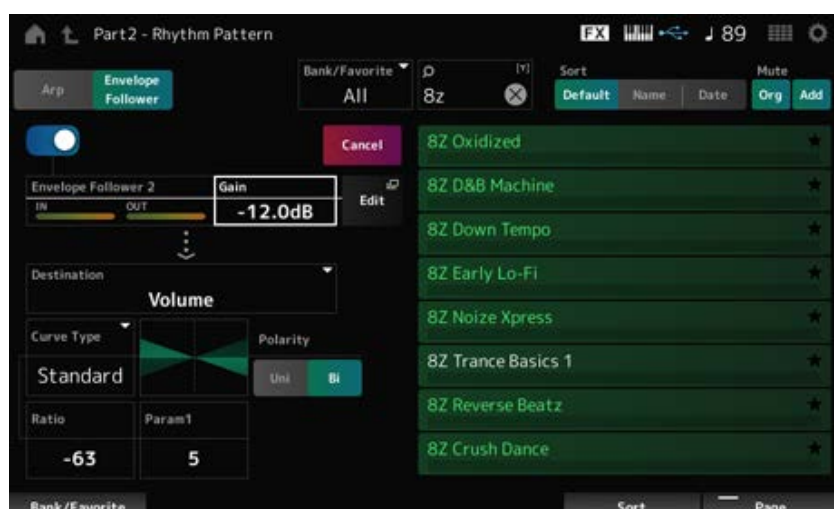 Part2 - Rhythm Pattern
FX
♩ 89
Arp
Envelope
Follower
Bank/Favorite
All
[Y]
8z
Sort
Default
Name
Date
Mute
Org
Add
Cancel
Envelope Follower 2
IN
OUT
Gain
-12.0dB
Edit
Destination
Volume
Curve Type
Standard
Polarity
Uni
Bi
Ratio
-63
Param1
5
8Z Oxidized
8Z D&B Machine
8Z Down Tempo
8Z Early Lo-Fi
8Z Noize Xpress
8Z Trance Basics 1
8Z Reverse Beatz
8Z Crush Dance
Bank/Favorite
Sort
Page